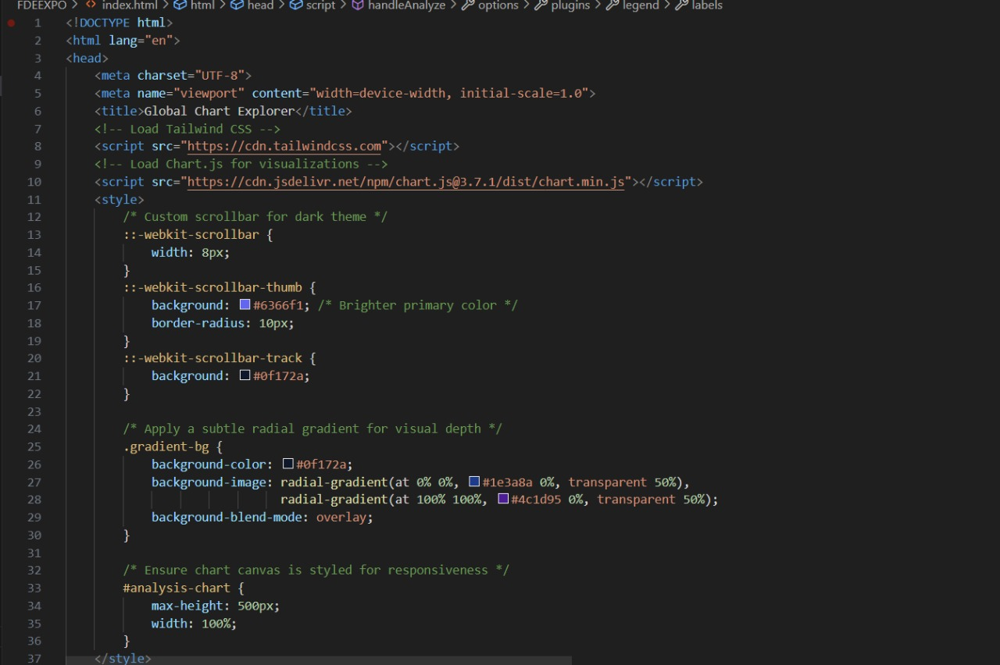 FDEEXPO > index.html > html > head > script > handleAnalyze > options > plugins > legend > labels
1 <!DOCTYPE html>
2 <html lang="en">
3 <head>
4 <meta charset="UTF-8">
5 <meta name="viewport" content="width=device-width, initial-scale=1.0">
6 <title>Global Chart Explorer</title>
7 <!-- Load Tailwind CSS -->
8 <script src="https://cdn.tailwindcss.com"></script>
9 <!-- Load Chart.js for visualizations -->
10 <script src="https://cdn.jsdelivr.net/npm/chart.js@3.7.1/dist/chart.min.js"></script>
11 <style>
12 /* Custom scrollbar for dark theme */
13 ::-webkit-scrollbar {
14 width: 8px;
15 }
16 ::-webkit-scrollbar-thumb {
17 background: #6366f1; /* Brighter primary color */
18 border-radius: 10px;
19 }
20 ::-webkit-scrollbar-track {
21 background: #0f172a;
22 }
23
24 /* Apply a subtle radial gradient for visual depth */
25 .gradient-bg {
26 background-color: #0f172a;
27 background-image: radial-gradient(at 0% 0%, #1e3a8a 0%, transparent 50%),
28 radial-gradient(at 100% 100%, #4c1d95 0%, transparent 50%);
29 background-blend-mode: overlay;
30 }
31
32 /* Ensure chart canvas is styled for responsiveness */
33 #analysis-chart {
34 max-height: 500px;
35 width: 100%;
36 }
37 </style>